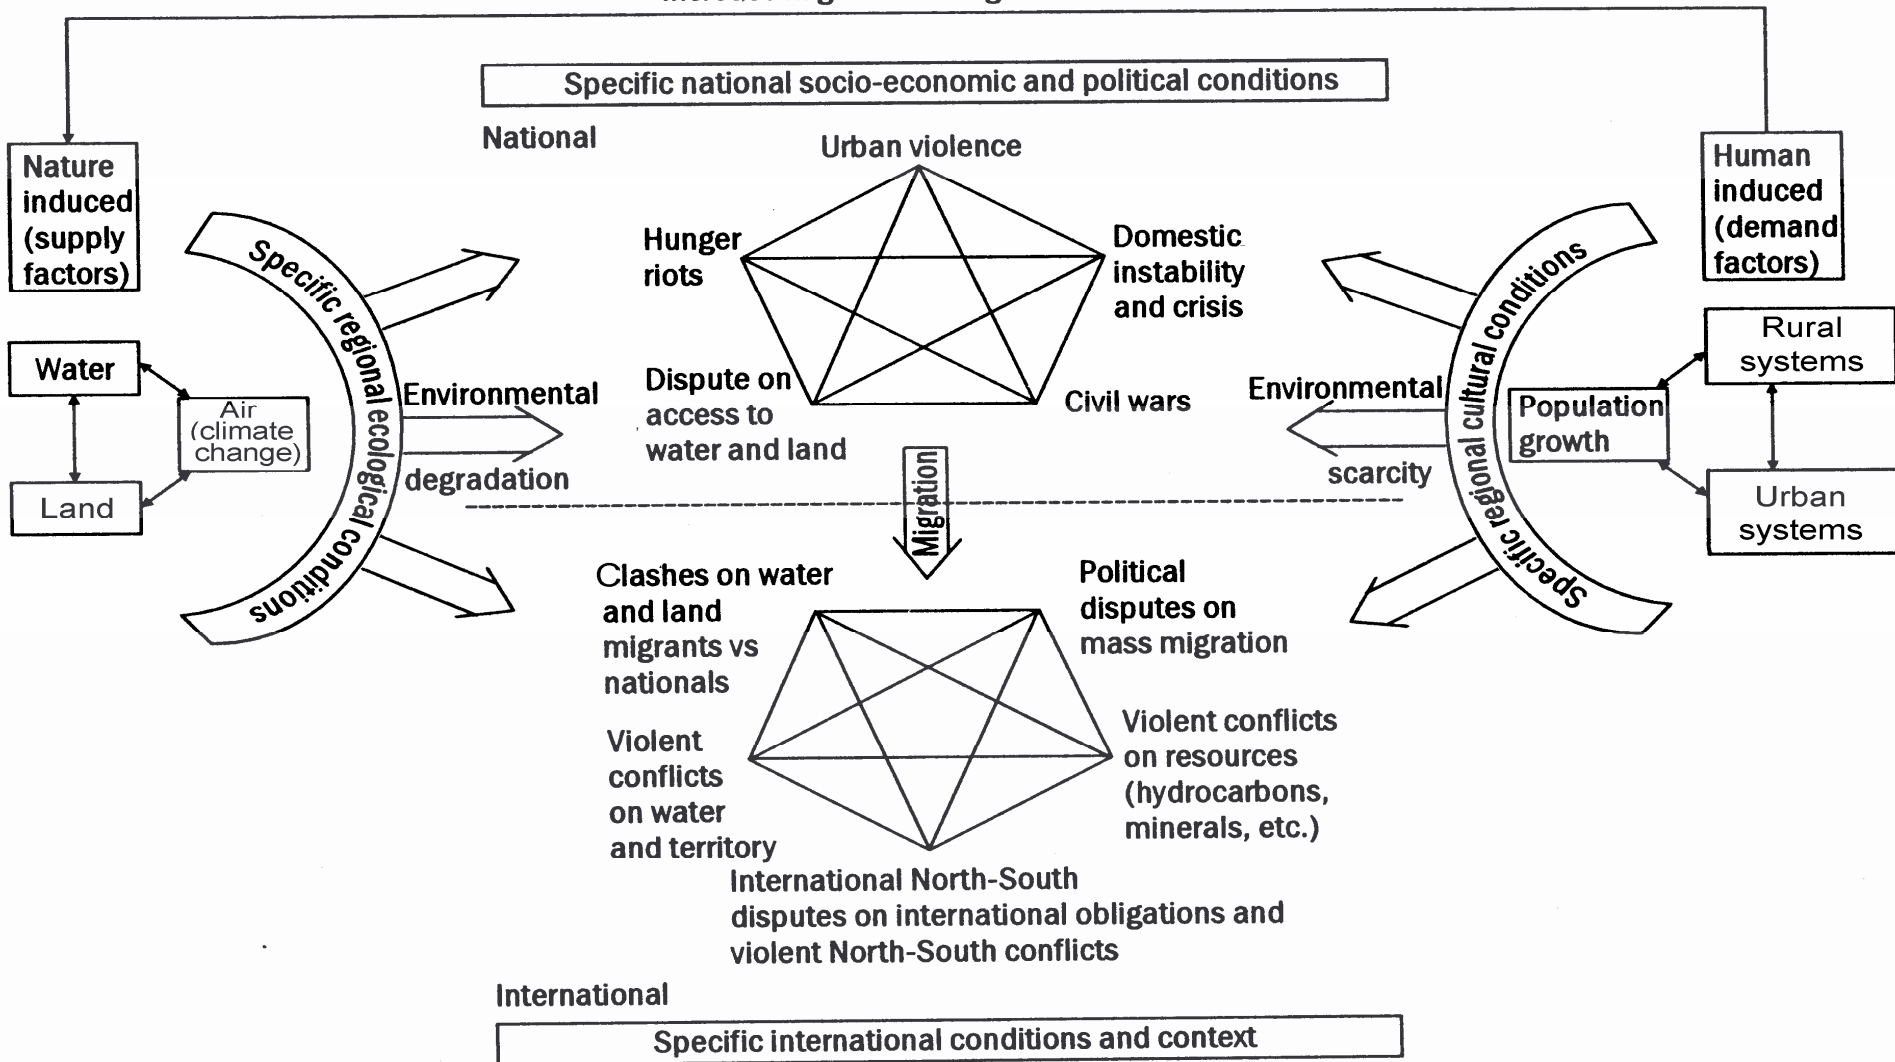 Specific national socio-economic and political conditions
National
Urban violence
Nature
induced
(supply
factors)
Human
induced
(demand
factors)
Hunger
riots
Domestic
instability
and crisis
Specific regional ecological conditions
Specific regional cultural conditions
Water
Air
(climate
change)
Land
Environmental
degradation
Dispute on
access to
water and land
Civil wars
Environmental
scarcity
Population
growth
Rural
systems
Urban
systems
Migration
Clashes on water
and land
migrants vs
nationals
Political
disputes on
mass migration
Violent
conflicts
on water
and territory
Violent conflicts
on resources
(hydrocarbons,
minerals, etc.)
International North-South
disputes on international obligations and
violent North-South conflicts
International
Specific international conditions and context